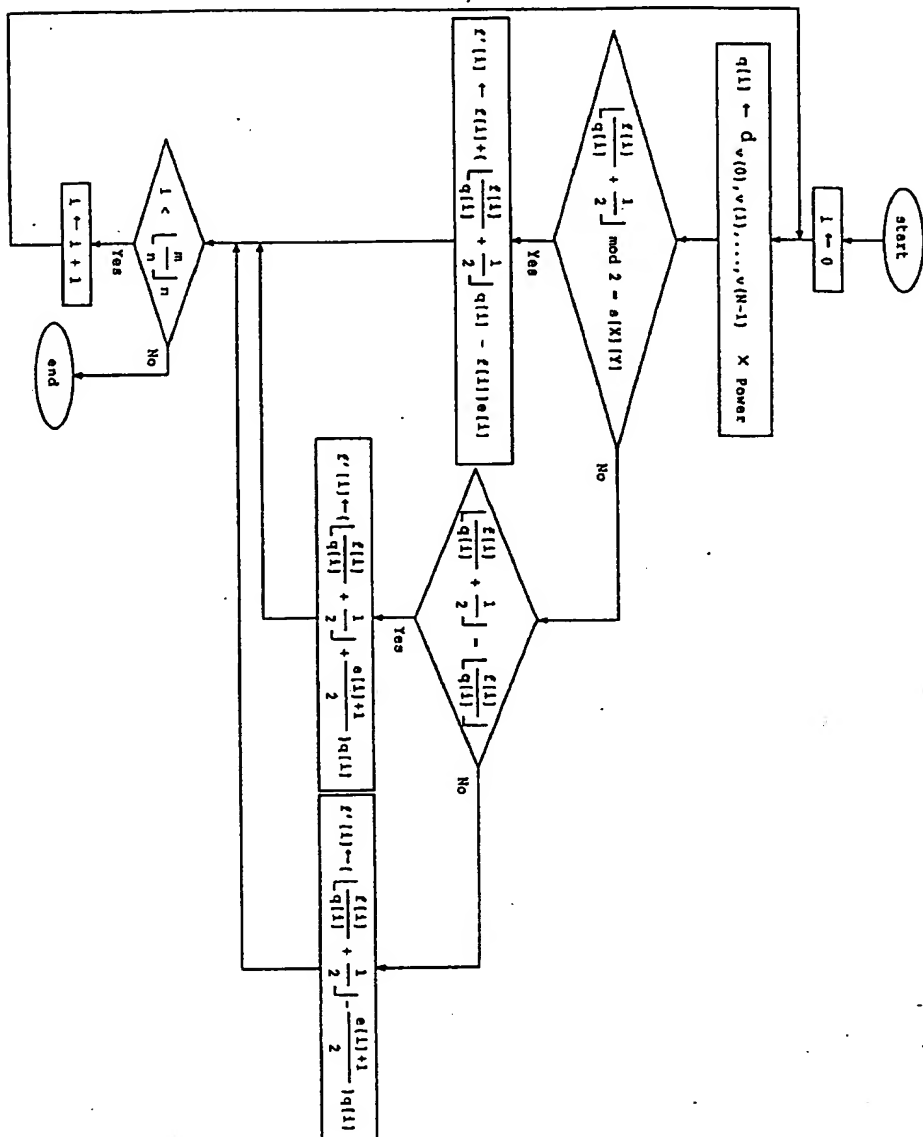 start
i ← 0
q(i) ← d v(0),v(1),...,v(N-1) X Power
⌊ f(i)/q(i) + 1/2 ⌋ mod 2 = s[X][Y]
Yes
No
f'(i) ← f(i)+(⌊ f(i)/q(i) + 1/2 ⌋ q(i) - f(i))e(i)
⌊ f(i)/q(i) + 1/2 ⌋ = ⌊ f(i)/q(i) ⌋
Yes
No
f'(i)←(⌊ f(i)/q(i) + 1/2 ⌋ + e(i)+1/2 )q(i)
f'(i)←(⌊ f(i)/q(i) + 1/2 ⌋ - e(i)+1/2 )q(i)
i < ⌊ m/n ⌋ n
Yes
No
i ← i + 1
end